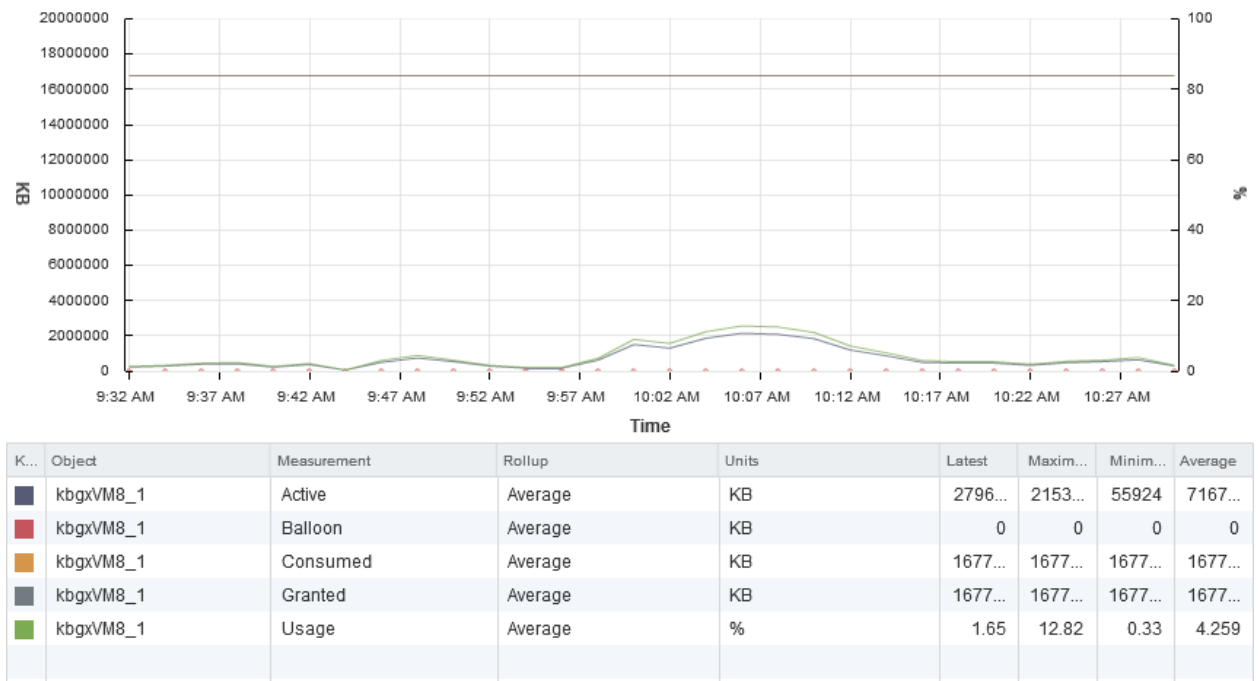 20000000 100
18000000
16000000 80
14000000
12000000 60
KB 10000000 %
8000000 40
6000000
4000000 20
2000000
0 0
9:32 AM 9:37 AM 9:42 AM 9:47 AM 9:52 AM 9:57 AM 10:02 AM 10:07 AM 10:12 AM 10:17 AM 10:22 AM 10:27 AM
Time
K... Object Measurement Rollup Units Latest Maxim... Minim... Average
kbgxVM8_1 Active Average KB 2796... 2153... 55924 7167...
kbgxVM8_1 Balloon Average KB 0 0 0 0
kbgxVM8_1 Consumed Average KB 1677... 1677... 1677... 1677...
kbgxVM8_1 Granted Average KB 1677... 1677... 1677... 1677...
kbgxVM8_1 Usage Average % 1.65 12.82 0.33 4.259